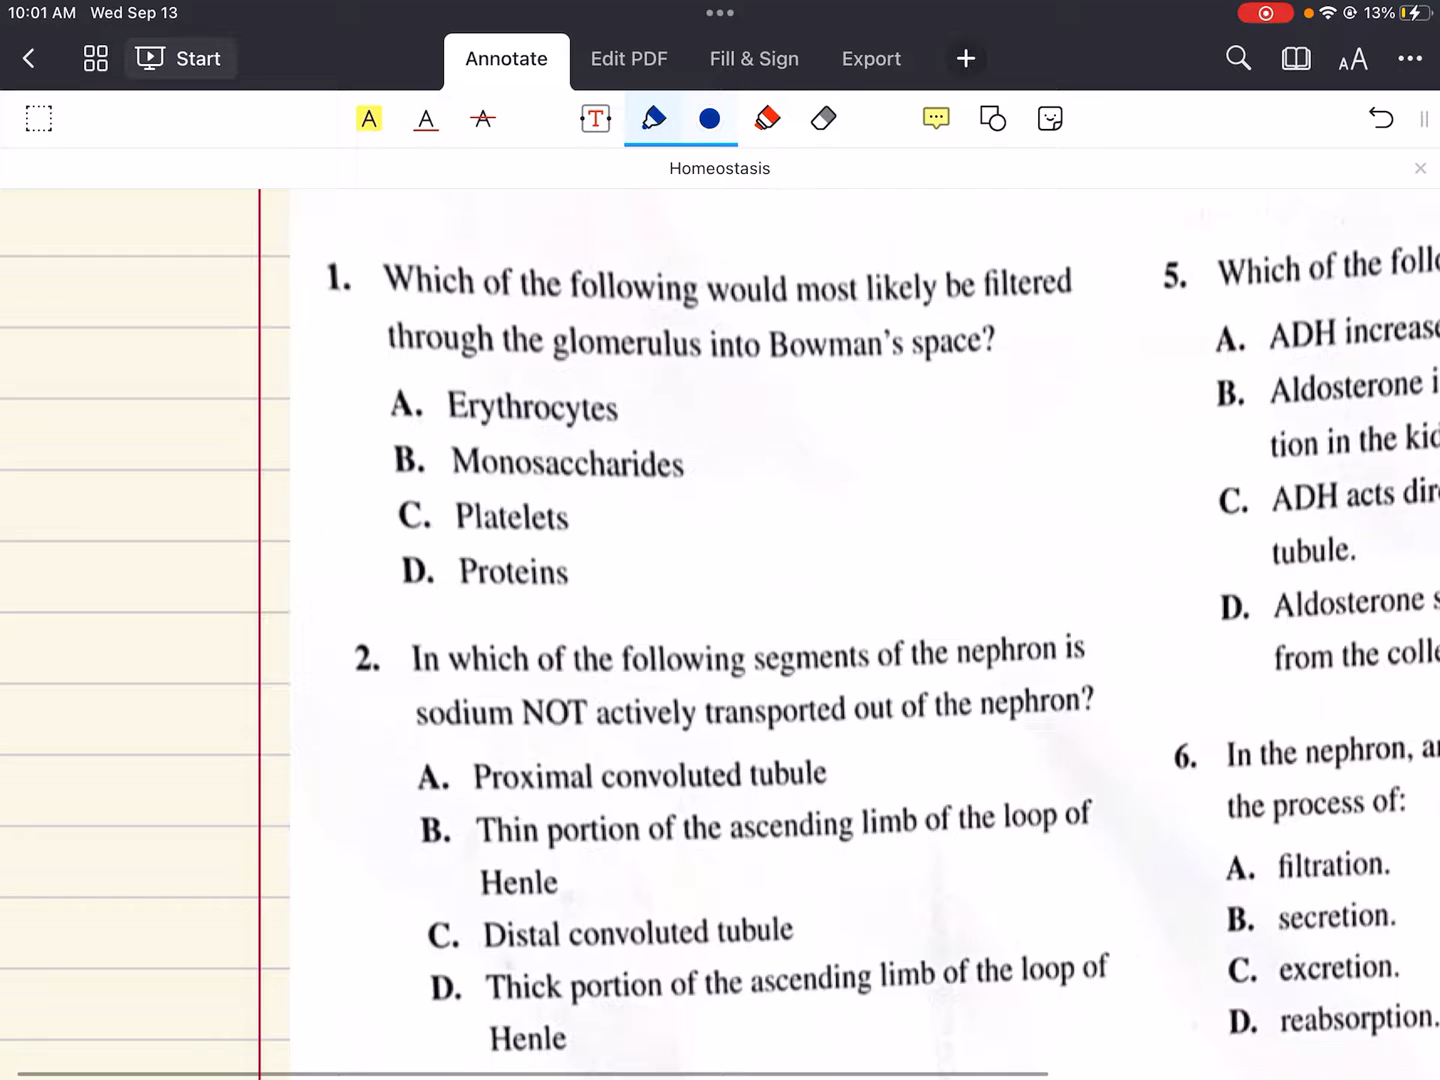 10:01 AM Wed Sep 13
13%
Start
Annotate
Edit PDF
Fill & Sign
Export
A
A
A
T
AA
Homeostasis
1. Which of the following would most likely be filtered
through the glomerulus into Bowman's space?
A. Erythrocytes
B. Monosaccharides
C. Platelets
D. Proteins
2. In which of the following segments of the nephron is
sodium NOT actively transported out of the nephron?
A. Proximal convoluted tubule
B. Thin portion of the ascending limb of the loop of
Henle
C. Distal convoluted tubule
D. Thick portion of the ascending limb of the loop of
Henle
5. Which of the
A. ADH
B. Aldosterone
tion in the
C. ADH acts
tubule.
D. Aldosterone
from the
6. In the nephron,
the process of:
A. filtration.
B. secretion.
C. excretion.
D. reabsorption.